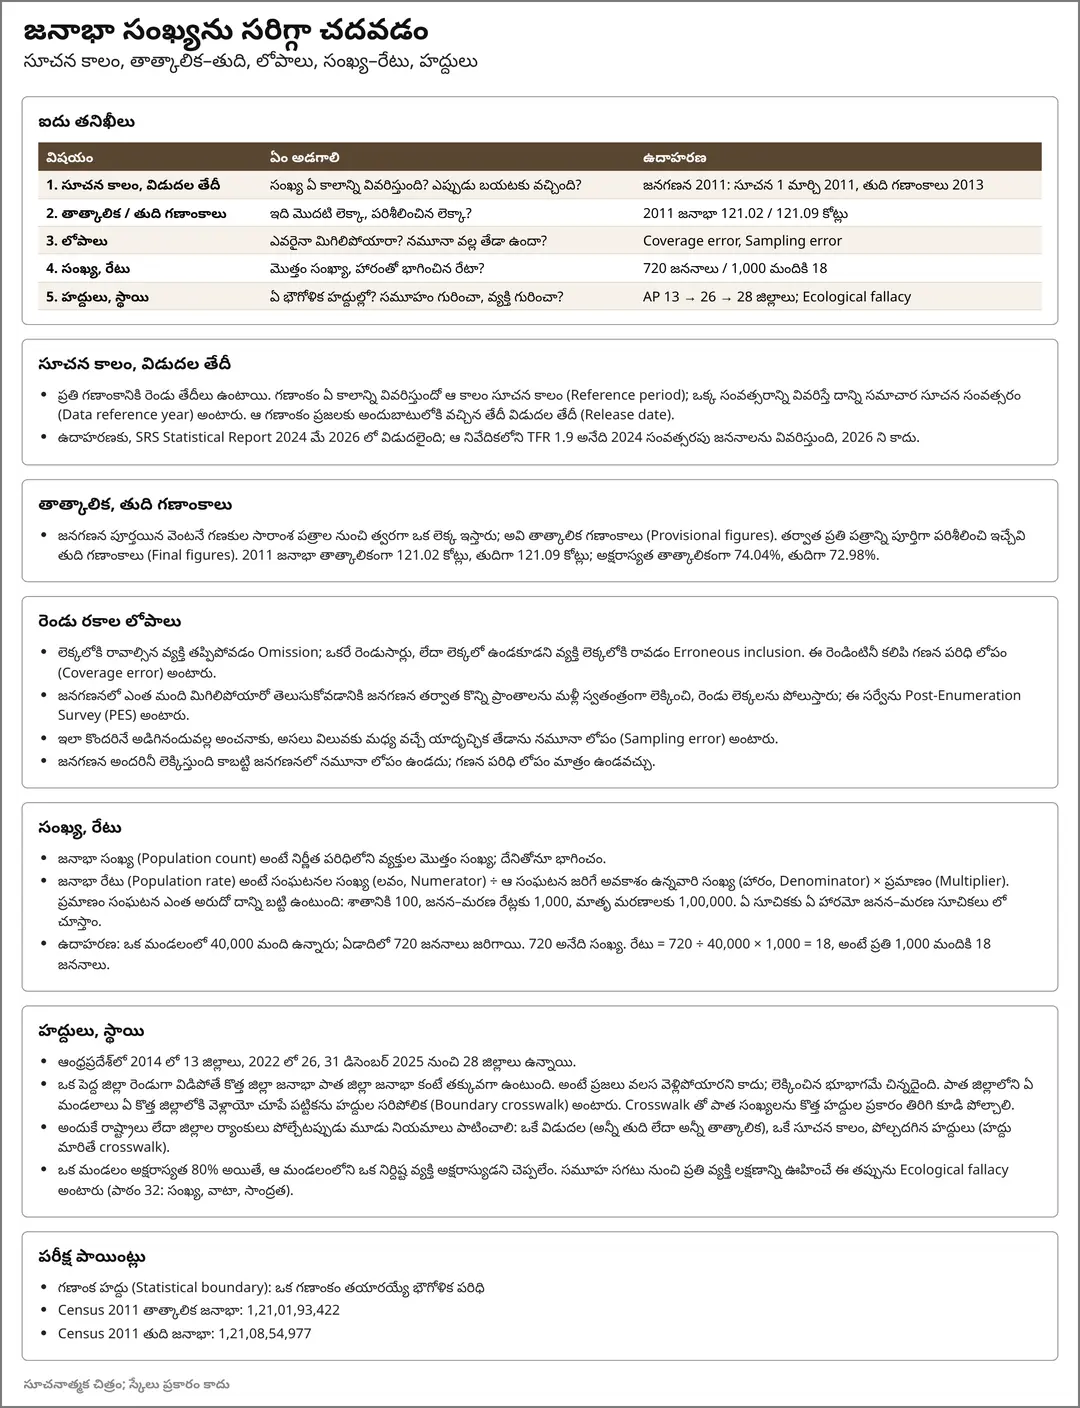 జనాభా సంఖ్యను సరిగ్గా చదవడం
సూచన కాలం, తాత్కాలిక–తుది, లోపాలు, సంఖ్య–రేటు, హద్దులు
ఐదు తనిఖీలు
విషయం ఏం అడగాలి ఉదాహరణ
1. సూచన కాలం, విడుదల తేదీ సంఖ్య ఏ కాలాన్ని వివరిస్తుంది? ఎప్పుడు బయటకు వచ్చింది? జనగణన 2011: సూచన 1 మార్చి 2011, తుది గణాంకాలు 2013
2. తాత్కాలిక / తుది గణాంకాలు ఇది మొదటి లెక్కా, పరిశీలించిన లెక్కా? 2011 జనాభా 121.02 / 121.09 కోట్లు
3. లోపాలు ఎవరైనా మిగిలిపోయారా? నమూనా వల్ల తేడా ఉందా? Coverage error, Sampling error
4. సంఖ్య, రేటు మొత్తం సంఖ్యా, హారంతో భాగించిన రేటా? 720 జననాలు / 1,000 మందికి 18
5. హద్దులు, స్థాయి ఏ భౌగోళిక హద్దుల్లో? సమూహం గురించా, వ్యక్తి గురించా? AP 13 → 26 → 28 జిల్లాలు; Ecological fallacy
సూచన కాలం, విడుదల తేదీ
• ప్రతి గణాంకానికి రెండు తేదీలు ఉంటాయి. గణాంకం ఏ కాలాన్ని వివరిస్తుందో ఆ కాలం సూచన కాలం (Reference period); ఒక్క సంవత్సరాన్ని వివరిస్తే దాన్ని సమాచార సూచన సంవత్సరం
(Data reference year) అంటారు. ఆ గణాంకం ప్రజలకు అందుబాటులోకి వచ్చిన తేదీ విడుదల తేదీ (Release date).
• ఉదాహరణకు, SRS Statistical Report 2024 మే 2026 లో విడుదలైంది; ఆ నివేదికలోని TFR 1.9 అనేది 2024 సంవత్సరపు జననాలను వివరిస్తుంది, 2026 ని కాదు.
తాత్కాలిక, తుది గణాంకాలు
• జనగణన పూర్తయిన వెంటనే గణకుల సారాంశ పత్రాల నుంచి త్వరగా ఒక లెక్క ఇస్తారు; అవి తాత్కాలిక గణాంకాలు (Provisional figures). తర్వాత ప్రతి పత్రాన్ని పూర్తిగా పరిశీలించి ఇచ్చేవి
తుది గణాంకాలు (Final figures). 2011 జనాభా తాత్కాలికంగా 121.02 కోట్లు, తుదిగా 121.09 కోట్లు; అక్షరాస్యత తాత్కాలికంగా 74.04%, తుదిగా 72.98%.
రెండు రకాల లోపాలు
• లెక్కలోకి రావాల్సిన వ్యక్తి తప్పిపోవడం Omission; ఒకరే రెండుసార్లు, లేదా లెక్కలో ఉండకూడని వ్యక్తి లెక్కలోకి రావడం Erroneous inclusion. ఈ రెండింటినీ కలిపి గణన పరిధి లోపం
(Coverage error) అంటారు.
• జనగణనలో ఎంత మంది మిగిలిపోయారో తెలుసుకోవడానికి జనగణన తర్వాత కొన్ని ప్రాంతాలను మళ్లీ స్వతంత్రంగా లెక్కించి, రెండు లెక్కలను పోలుస్తారు; ఈ సర్వేను Post-Enumeration
Survey (PES) అంటారు.
• ఇలా కొందరినే అడిగినందువల్ల అంచనాకు, అసలు విలువకు మధ్య వచ్చే యాదృచ్ఛిక తేడాను నమూనా లోపం (Sampling error) అంటారు.
• జనగణన అందరినీ లెక్కిస్తుంది కాబట్టి జనగణనలో నమూనా లోపం ఉండదు; గణన పరిధి లోపం మాత్రం ఉండవచ్చు.
సంఖ్య, రేటు
• జనాభా సంఖ్య (Population count) అంటే నిర్ణీత పరిధిలోని వ్యక్తుల మొత్తం సంఖ్య; దేనితోనూ భాగించం.
• జనాభా రేటు (Population rate) అంటే సంఘటనల సంఖ్య (లవం, Numerator) ÷ ఆ సంఘటన జరిగే అవకాశం ఉన్నవారి సంఖ్య (హారం, Denominator) × ప్రమాణం (Multiplier).
ప్రమాణం సంఘటన ఎంత అరుదో దాన్ని బట్టి ఉంటుంది: శాతానికి 100, జనన–మరణ రేట్లకు 1,000, మాతృ మరణాలకు 1,00,000. ఏ సూచికకు ఏ హారమో జనన–మరణ సూచికలు లో
చూస్తాం.
• ఉదాహరణ: ఒక మండలంలో 40,000 మంది ఉన్నారు; ఏడాదిలో 720 జననాలు జరిగాయి. 720 అనేది సంఖ్య. రేటు = 720 ÷ 40,000 × 1,000 = 18, అంటే ప్రతి 1,000 మందికి 18
జననాలు.
హద్దులు, స్థాయి
• ఆంధ్రప్రదేశ్‌లో 2014 లో 13 జిల్లాలు, 2022 లో 26, 31 డిసెంబర్ 2025 నుంచి 28 జిల్లాలు ఉన్నాయి.
• ఒక పెద్ద జిల్లా రెండుగా విడిపోతే కొత్త జిల్లా జనాభా పాత జిల్లా జనాభా కంటే తక్కువగా ఉంటుంది. అంటే ప్రజలు వలస వెళ్లిపోయారని కాదు; లెక్కించిన భూభాగమే చిన్నదైంది. పాత జిల్లాలోని ఏ
మండలాలు ఏ కొత్త జిల్లాలోకి వెళ్లాయో చూపే పట్టికను హద్దుల సరిపోలిక (Boundary crosswalk) అంటారు. Crosswalk తో పాత సంఖ్యలను కొత్త హద్దుల ప్రకారం తిరిగి కూడి పోల్చాలి.
• అందుకే రాష్ట్రాలు లేదా జిల్లాల ర్యాంకులు పోల్చేటప్పుడు మూడు నియమాలు పాటించాలి: ఒకే విడుదల (అన్నీ తుది లేదా అన్నీ తాత్కాలిక), ఒకే సూచన కాలం, పోల్చదగిన హద్దులు (హద్దు
మారితే crosswalk).
• ఒక మండలం అక్షరాస్యత 80% అయితే, ఆ మండలంలోని ఒక నిర్దిష్ట వ్యక్తి అక్షరాస్యుడని చెప్పలేం. సమూహ సగటు నుంచి ప్రతి వ్యక్తి లక్షణాన్ని ఊహించే ఈ తప్పును Ecological fallacy
అంటారు (పాఠం 32: సంఖ్య, వాటా, సాంద్రత).
పరీక్ష పాయింట్లు
• గణాంక హద్దు (Statistical boundary): ఒక గణాంకం తయారయ్యే భౌగోళిక పరిధి
• Census 2011 తాత్కాలిక జనాభా: 1,21,01,93,422
• Census 2011 తుది జనాభా: 1,21,08,54,977
సూచనాత్మక చిత్రం; స్కేలు ప్రకారం కాదు